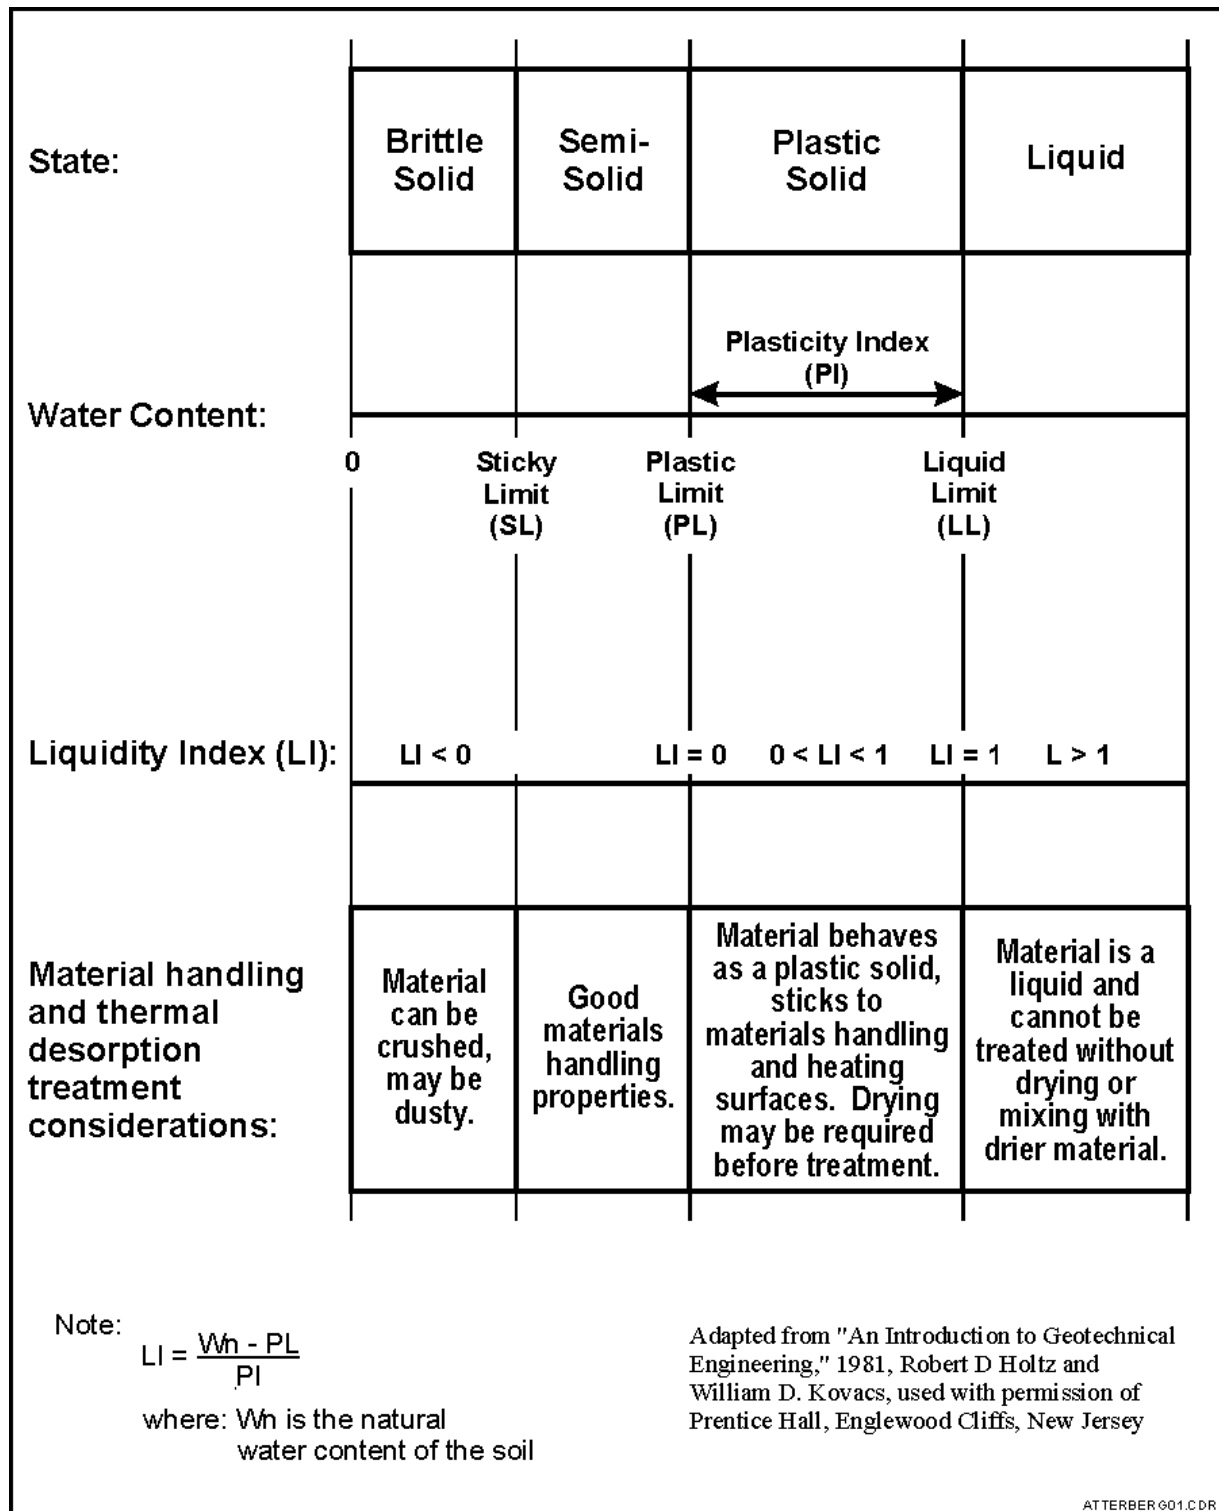 State:
Brittle
Solid
Semi-
Solid
Plastic
Solid
Liquid
Plasticity Index
(PI)
Water Content:
0
Sticky
Limit
(SL)
Plastic
Limit
(PL)
Liquid
Limit
(LL)
Liquidity Index (LI):
LI < 0
LI = 0
0 < LI < 1
LI = 1
L > 1
Material handling
and thermal
desorption
treatment
considerations:
Material
can be
crushed,
may be
dusty.
Good
materials
handling
properties.
Material behaves
as a plastic solid,
sticks to
materials handling
and heating
surfaces. Drying
may be required
before treatment.
Material is a
liquid and
cannot be
treated without
drying or
mixing with
drier material.
Note:
LI = Wn - PL
PI
where: Wn is the natural
water content of the soil
Adapted from "An Introduction to Geotechnical
Engineering," 1981, Robert D Holtz and
William D. Kovacs, used with permission of
Prentice Hall, Englewood Cliffs, New Jersey
ATTERBERG01.CDR